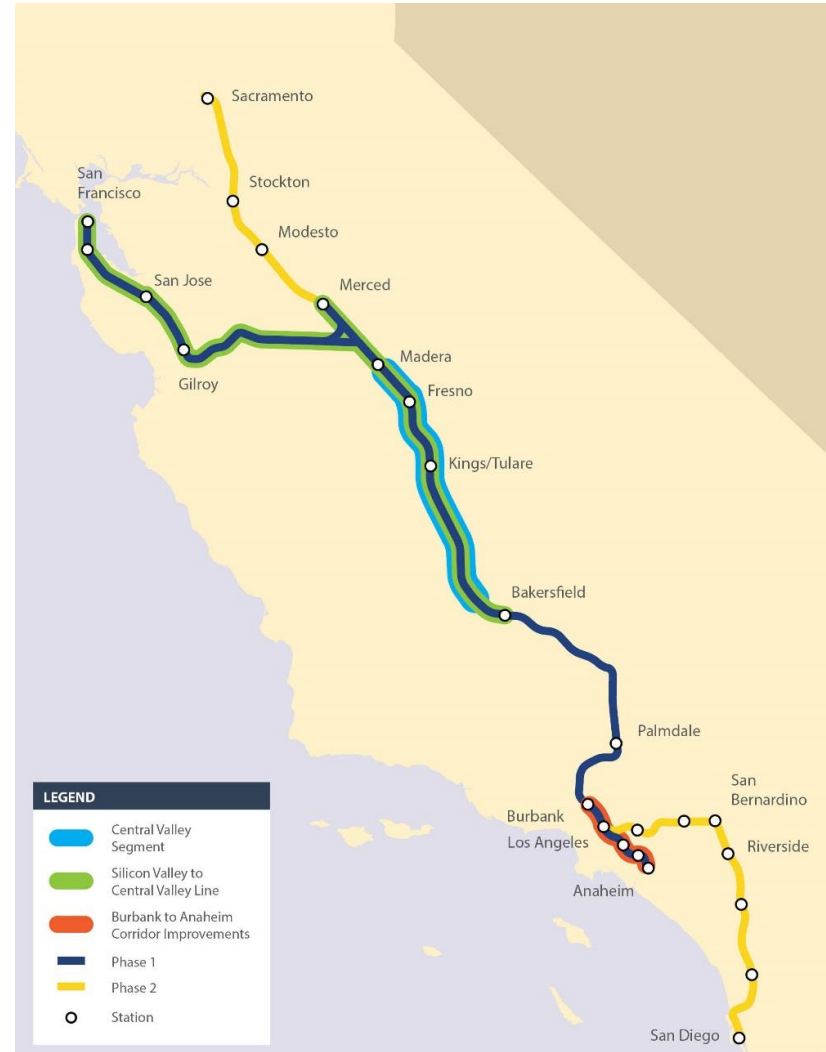 Sacramento
San
Francisco
Stockton
Modesto
San Jose
Merced
Gilroy
Madera
Fresno
Kings/Tulare
Bakersfield
Palmdale
San
Bernardino
Burbank
Los Angeles
Riverside
Anaheim
San Diego
LEGEND
Central Valley
Segment
Silicon Valley to
Central Valley Line
Burbank to Anaheim
Corridor Improvements
Phase 1
Phase 2
Station